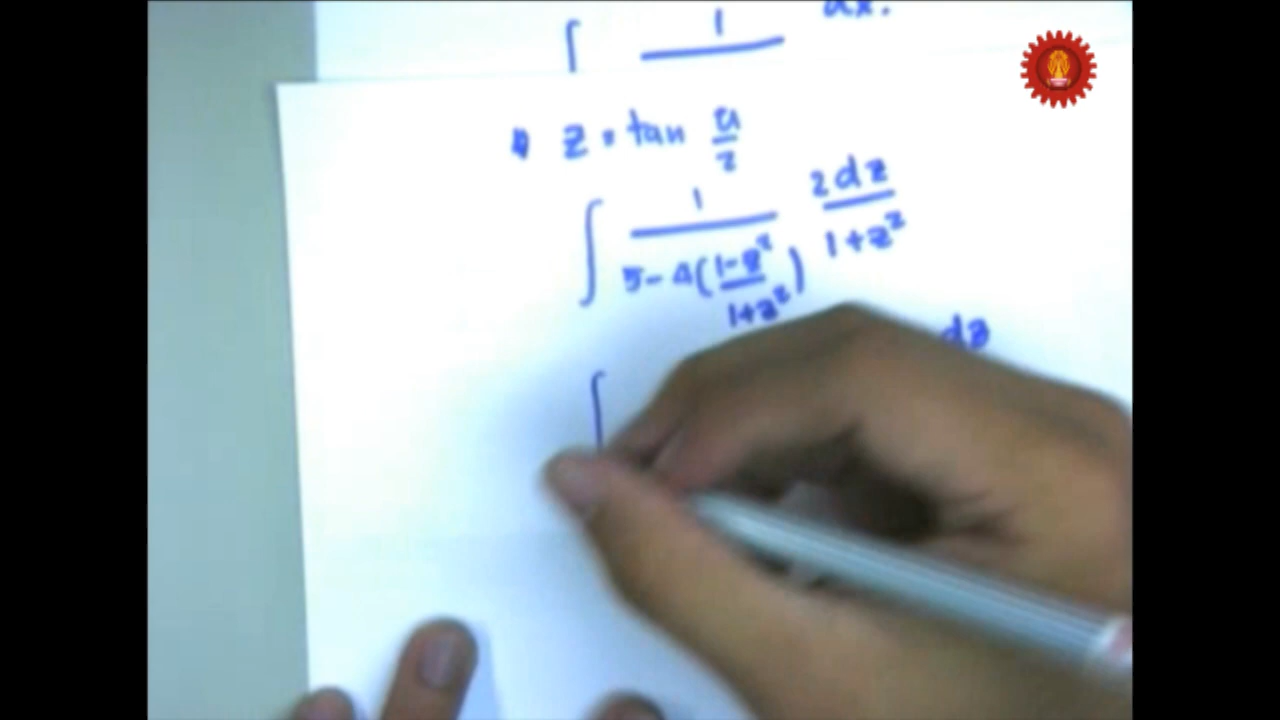 ∫ 1 dx.
z = tan u/2
∫ 1/(5-4((1-z²)/(1+z²))) 2dz/(1+z²)
∫ dz